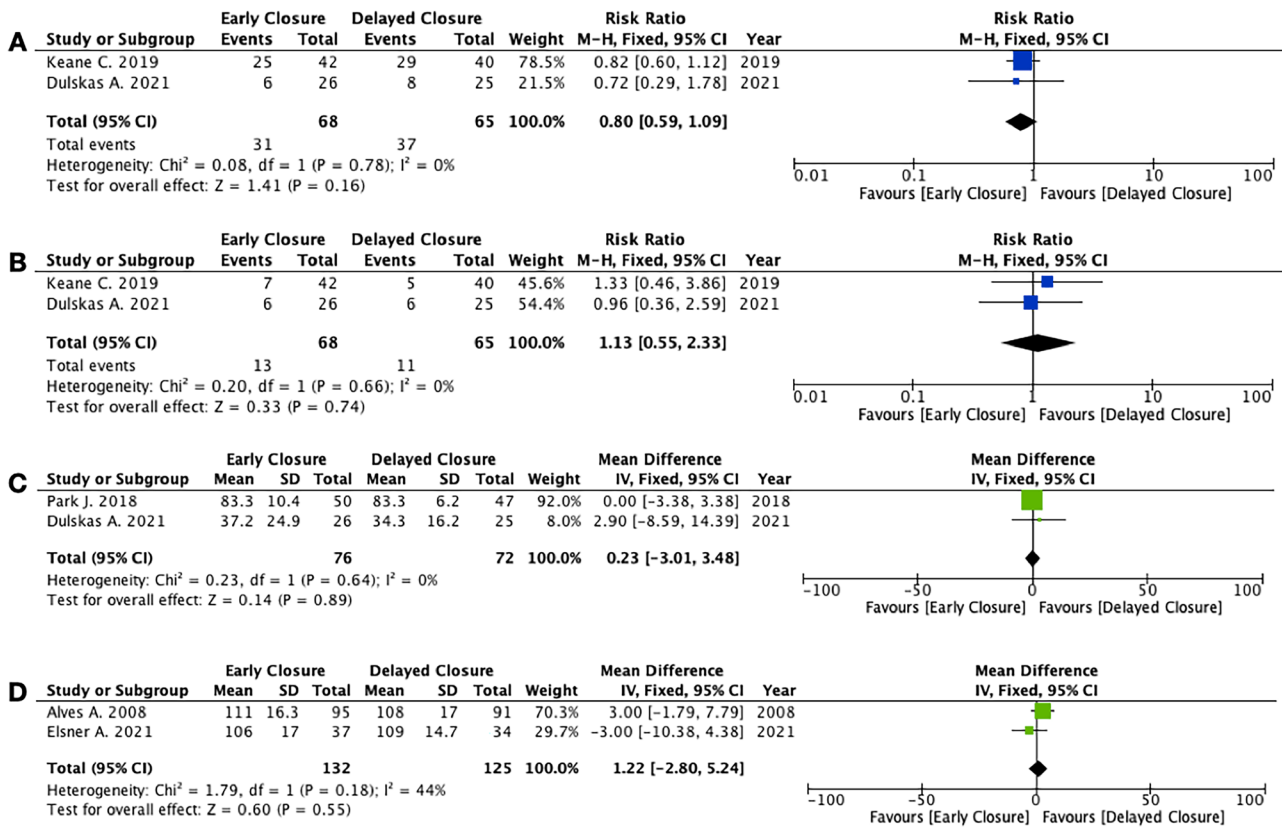 A
Early Closure Delayed Closure Risk Ratio Risk Ratio
Study or Subgroup Events Total Events Total Weight M-H, Fixed, 95% CI Year M-H, Fixed, 95% CI
Keane C. 2019 25 42 29 40 78.5% 0.82 [0.60, 1.12] 2019
Dulskas A. 2021 6 26 8 25 21.5% 0.72 [0.29, 1.78] 2021
Total (95% CI) 68 65 100.0% 0.80 [0.59, 1.09]
Total events 31 37
Heterogeneity: Chi² = 0.08, df = 1 (P = 0.78); I² = 0%
Test for overall effect: Z = 1.41 (P = 0.16)
0.01 0.1 1 10 100
Favours [Early Closure] Favours [Delayed Closure]
B
Early Closure Delayed Closure Risk Ratio Risk Ratio
Study or Subgroup Events Total Events Total Weight M-H, Fixed, 95% CI Year M-H, Fixed, 95% CI
Keane C. 2019 7 42 5 40 45.6% 1.33 [0.46, 3.86] 2019
Dulskas A. 2021 6 26 6 25 54.4% 0.96 [0.36, 2.59] 2021
Total (95% CI) 68 65 100.0% 1.13 [0.55, 2.33]
Total events 13 11
Heterogeneity: Chi² = 0.20, df = 1 (P = 0.66); I² = 0%
Test for overall effect: Z = 0.33 (P = 0.74)
0.01 0.1 1 10 100
Favours [Early Closure] Favours [Delayed Closure]
C
Early Closure Delayed Closure Mean Difference Mean Difference
Study or Subgroup Mean SD Total Mean SD Total Weight IV, Fixed, 95% CI Year IV, Fixed, 95% CI
Park J. 2018 83.3 10.4 50 83.3 6.2 47 92.0% 0.00 [-3.38, 3.38] 2018
Dulskas A. 2021 37.2 24.9 26 34.3 16.2 25 8.0% 2.90 [-8.59, 14.39] 2021
Total (95% CI) 76 72 100.0% 0.23 [-3.01, 3.48]
Heterogeneity: Chi² = 0.23, df = 1 (P = 0.64); I² = 0%
Test for overall effect: Z = 0.14 (P = 0.89)
-100 -50 0 50 100
Favours [Early Closure] Favours [Delayed Closure]
D
Early Closure Delayed Closure Mean Difference Mean Difference
Study or Subgroup Mean SD Total Mean SD Total Weight IV, Fixed, 95% CI Year IV, Fixed, 95% CI
Alves A. 2008 111 16.3 95 108 17 91 70.3% 3.00 [-1.79, 7.79] 2008
Elsner A. 2021 106 17 37 109 14.7 34 29.7% -3.00 [-10.38, 4.38] 2021
Total (95% CI) 132 125 100.0% 1.22 [-2.80, 5.24]
Heterogeneity: Chi² = 1.79, df = 1 (P = 0.18); I² = 44%
Test for overall effect: Z = 0.60 (P = 0.55)
-100 -50 0 50 100
Favours [Early Closure] Favours [Delayed Closure]